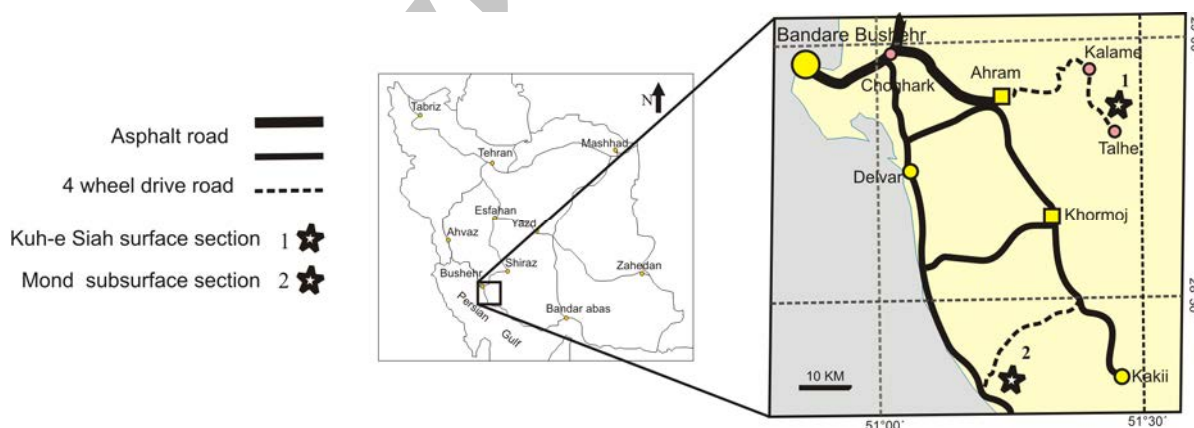 Asphalt road
4 wheel drive road
Kuh-e Siah surface section 1
Mond subsurface section 2
N
Tabriz
Tehran
Mashhad
Esfahan
Yazd
Ahvaz
Shiraz
Zahedan
Bushehr
Bandar abas
Persian
Gulf
Bandare Bushehr
Choghark
Ahram
Kalame
1
Talhe
Delvar
Khormoj
2
Kakii
10 KM
51°00´
51°30´